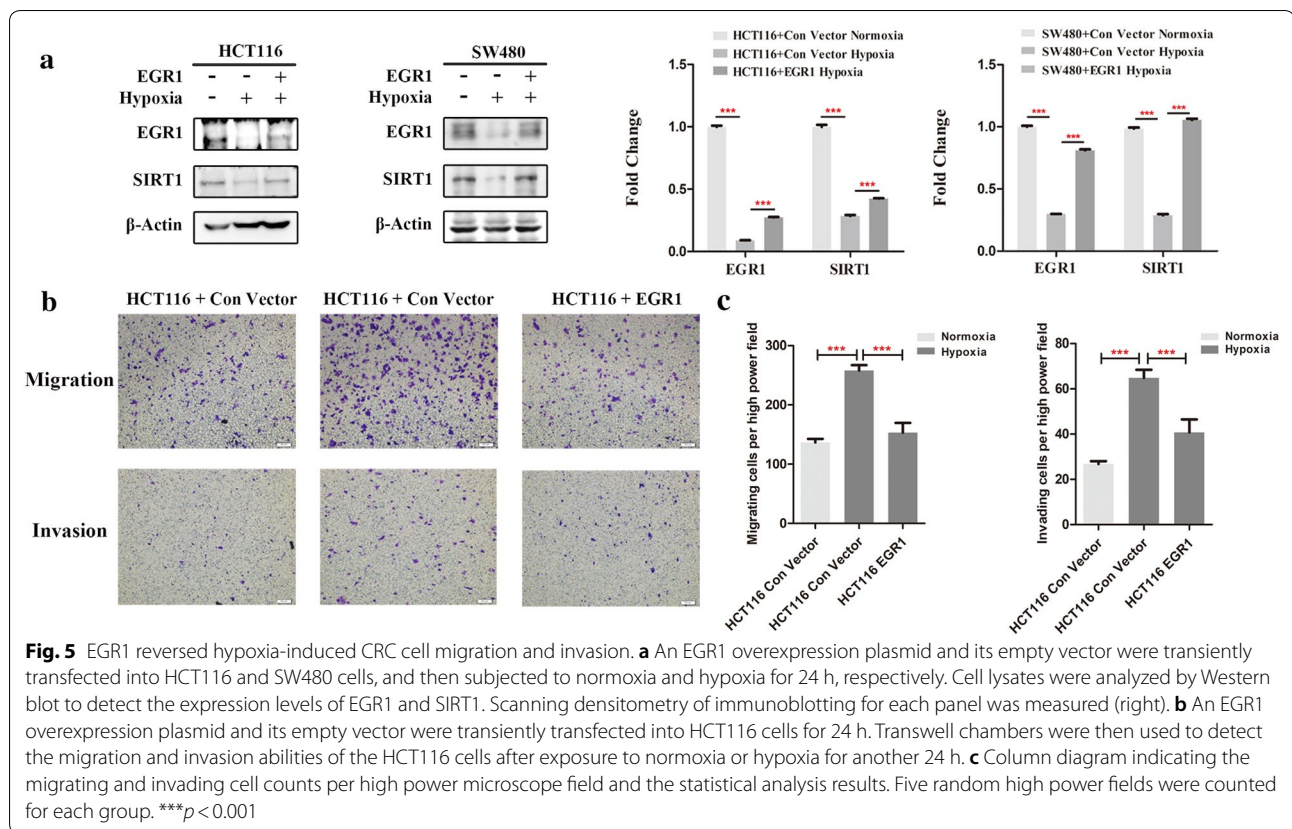 a
HCT116
EGR1 - - +
Hypoxia - + +
EGR1
SIRT1
β-Actin
SW480
EGR1 - - +
Hypoxia - + +
EGR1
SIRT1
β-Actin
HCT116+Con Vector Normoxia
HCT116+Con Vector Hypoxia
HCT116+EGR1 Hypoxia
Fold Change
1.5
1.0
0.5
0.0
*** *** *** ***
EGR1 SIRT1
SW480+Con Vector Normoxia
SW480+Con Vector Hypoxia
SW480+EGR1 Hypoxia
Fold Change
1.5
1.0
0.5
0.0
*** *** *** ***
EGR1 SIRT1
b
HCT116 + Con Vector HCT116 + Con Vector HCT116 + EGR1
Migration
Invasion
c
Migrating cells per high power field
300
200
100
0
*** ***
Normoxia
Hypoxia
HCT116 Con Vector
HCT116 Con Vector
HCT116 EGR1
Invading cells per high power field
80
60
40
20
0
*** ***
Normoxia
Hypoxia
HCT116 Con Vector
HCT116 Con Vector
HCT116 EGR1
Fig. 5 EGR1 reversed hypoxia-induced CRC cell migration and invasion. a An EGR1 overexpression plasmid and its empty vector were transiently
transfected into HCT116 and SW480 cells, and then subjected to normoxia and hypoxia for 24 h, respectively. Cell lysates were analyzed by Western
blot to detect the expression levels of EGR1 and SIRT1. Scanning densitometry of immunoblotting for each panel was measured (right). b An EGR1
overexpression plasmid and its empty vector were transiently transfected into HCT116 cells for 24 h. Transwell chambers were then used to detect
the migration and invasion abilities of the HCT116 cells after exposure to normoxia or hypoxia for another 24 h. c Column diagram indicating the
migrating and invading cell counts per high power microscope field and the statistical analysis results. Five random high power fields were counted
for each group. ***p < 0.001